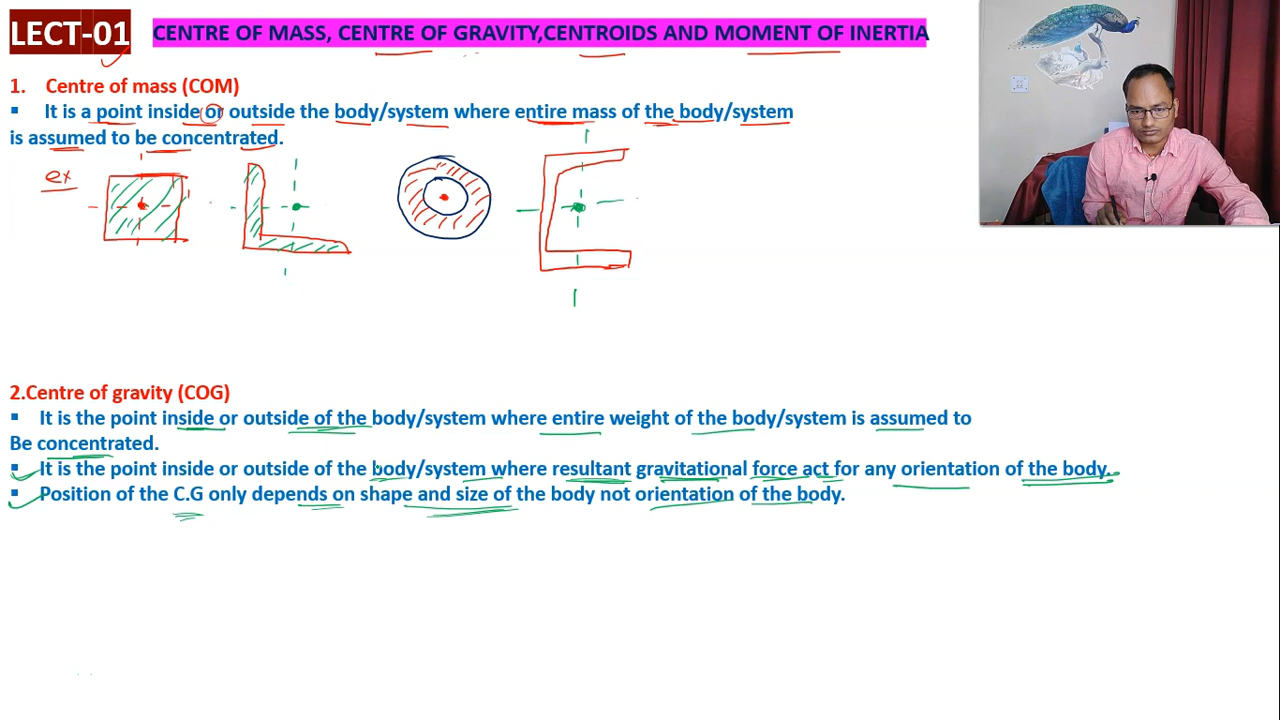 LECT-01 CENTRE OF MASS, CENTRE OF GRAVITY,CENTROIDS AND MOMENT OF INERTIA
1. Centre of mass (COM)
▪ It is a point inside or outside the body/system where entire mass of the body/system
is assumed to be concentrated.
ex
2.Centre of gravity (COG)
▪ It is the point inside or outside of the body/system where entire weight of the body/system is assumed to
Be concentrated.
▪ It is the point inside or outside of the body/system where resultant gravitational force act for any orientation of the body.
▪ Position of the C.G only depends on shape and size of the body not orientation of the body.